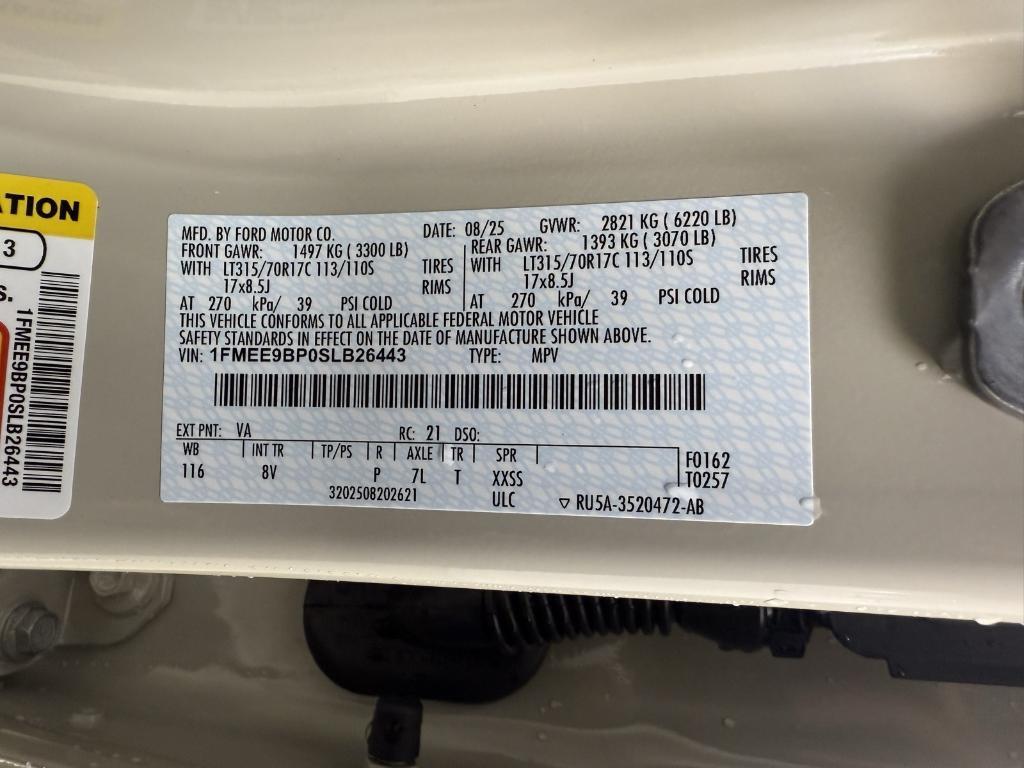 ATION
3
S.
1FMEE9BP0SLB26443
MFD. BY FORD MOTOR CO. DATE: 08/25 GVWR: 2821 KG ( 6220 LB)
FRONT GAWR: 1497 KG ( 3300 LB) REAR GAWR: 1393 KG ( 3070 LB)
WITH LT315/70R17C 113/110S TIRES WITH LT315/70R17C 113/110S TIRES
17x8.5J RIMS 17x8.5J RIMS
AT 270 kPa/ 39 PSI COLD AT 270 kPa/ 39 PSI COLD
THIS VEHICLE CONFORMS TO ALL APPLICABLE FEDERAL MOTOR VEHICLE
SAFETY STANDARDS IN EFFECT ON THE DATE OF MANUFACTURE SHOWN ABOVE.
VIN: 1FMEE9BP0SLB26443 TYPE: MPV
EXT PNT: VA RC: 21 DSO:
WB INT TR TP/PS R AXLE TR SPR F0162
116 8V P 7L T XXSS T0257
3202508202621 ULC ▽ RU5A-3520472-AB